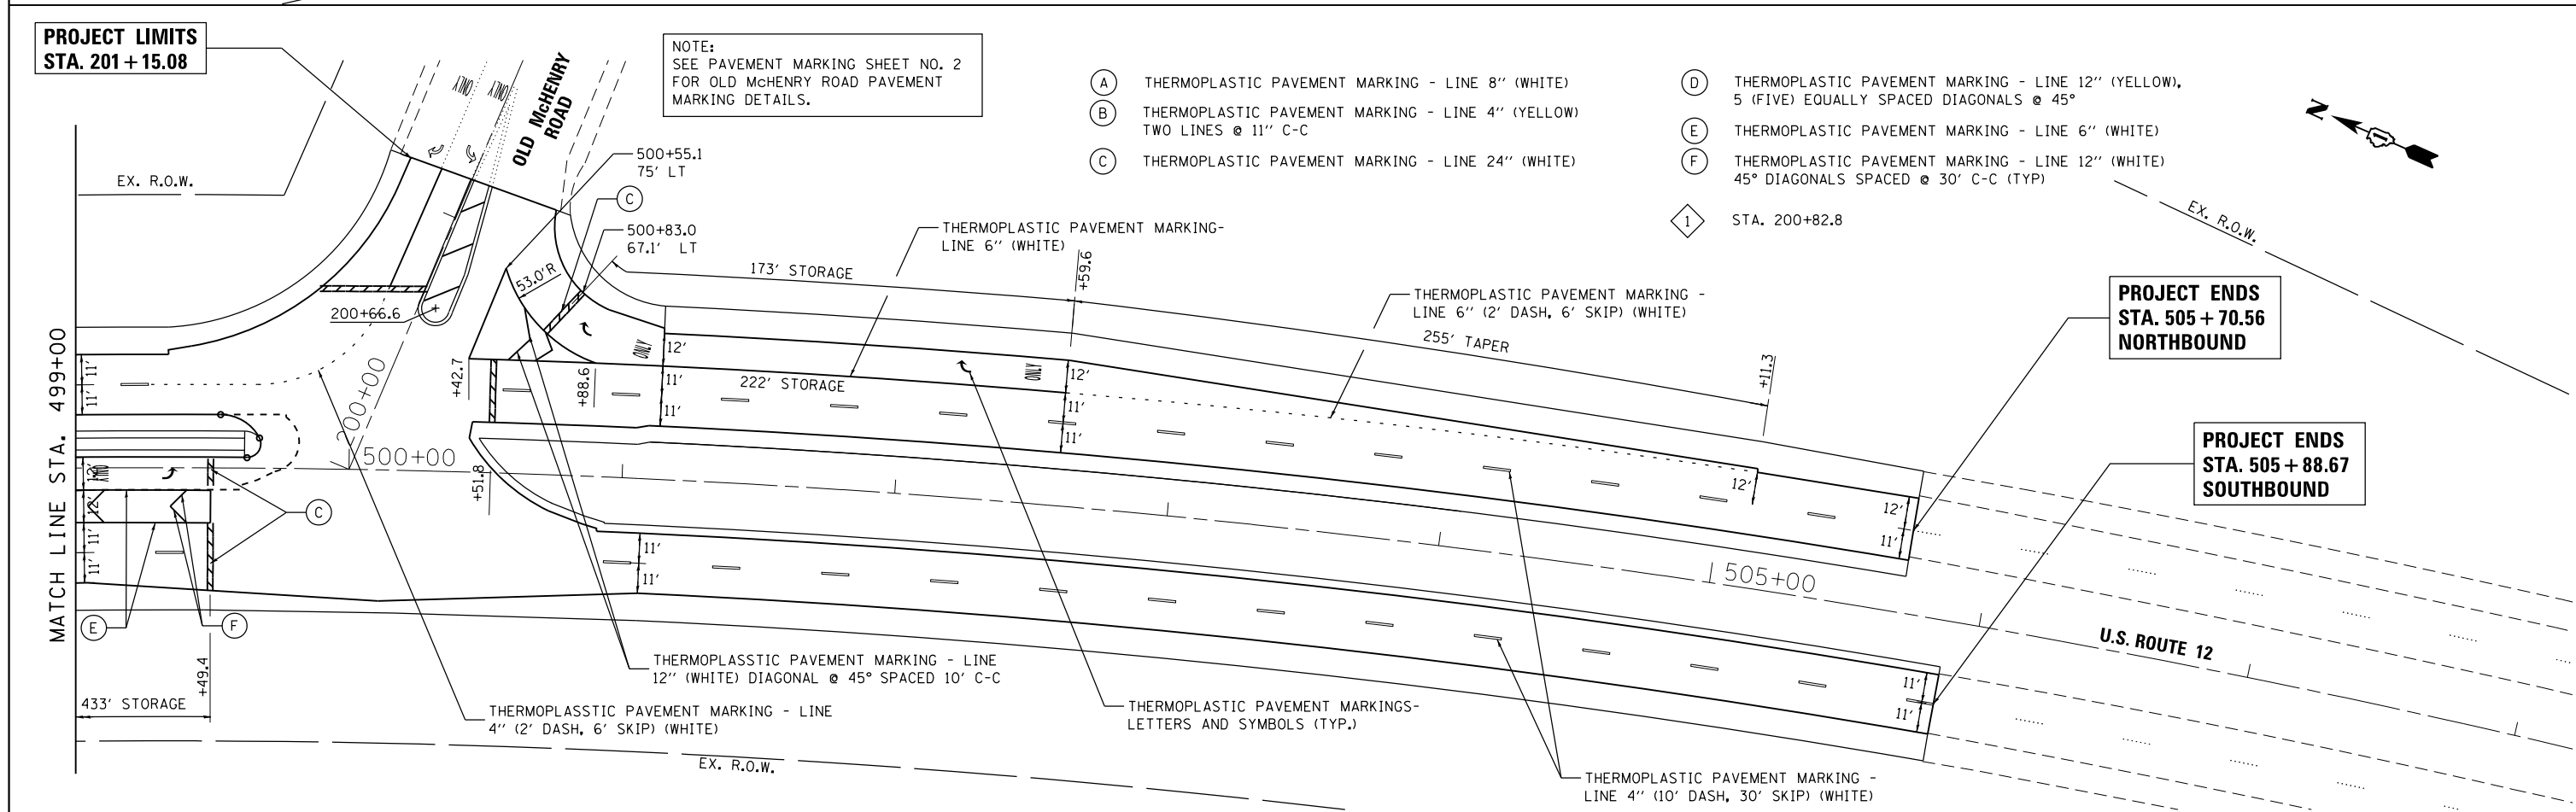 PROJECT LIMITS
STA. 201+15.08
NOTE:
SEE PAVEMENT MARKING SHEET NO. 2
FOR OLD McHENRY ROAD PAVEMENT
MARKING DETAILS.
OLD McHENRY
ROAD
ONLY
ONLY
A THERMOPLASTIC PAVEMENT MARKING - LINE 8" (WHITE)
B THERMOPLASTIC PAVEMENT MARKING - LINE 4" (YELLOW)
TWO LINES @ 11" C-C
C THERMOPLASTIC PAVEMENT MARKING - LINE 24" (WHITE)
D THERMOPLASTIC PAVEMENT MARKING - LINE 12" (YELLOW),
5 (FIVE) EQUALLY SPACED DIAGONALS @ 45°
E THERMOPLASTIC PAVEMENT MARKING - LINE 6" (WHITE)
F THERMOPLASTIC PAVEMENT MARKING - LINE 12" (WHITE)
45° DIAGONALS SPACED @ 30' C-C (TYP)
1 STA. 200+82.8
N
1
EX. R.O.W.
EX. R.O.W.
500+55.1
75' LT
C
500+83.0
67.1' LT
53.0'R
THERMOPLASTIC PAVEMENT MARKING-
LINE 6" (WHITE)
173' STORAGE
+59.6
THERMOPLASTIC PAVEMENT MARKING -
LINE 6" (2' DASH, 6' SKIP) (WHITE)
255' TAPER
+11.3
PROJECT ENDS
STA. 505+70.56
NORTHBOUND
PROJECT ENDS
STA. 505+88.67
SOUTHBOUND
200+66.6
MATCH LINE STA. 499+00
11'
11'
12'
12'
11'
11'
ONLY
200+00
500+00
+42.7
+88.6
+51.8
ONLY
12'
11'
11'
222' STORAGE
ONLY
12'
11'
11'
12'
12'
11'
11'
11'
505+00
U.S. ROUTE 12
11'
11'
C
E
F
+49.4
433' STORAGE
THERMOPLASSTIC PAVEMENT MARKING - LINE
12" (WHITE) DIAGONAL @ 45° SPACED 10' C-C
THERMOPLASSTIC PAVEMENT MARKING - LINE
4" (2' DASH, 6' SKIP) (WHITE)
THERMOPLASTIC PAVEMENT MARKINGS-
LETTERS AND SYMBOLS (TYP.)
THERMOPLASTIC PAVEMENT MARKING -
LINE 4" (10' DASH, 30' SKIP) (WHITE)
EX. R.O.W.